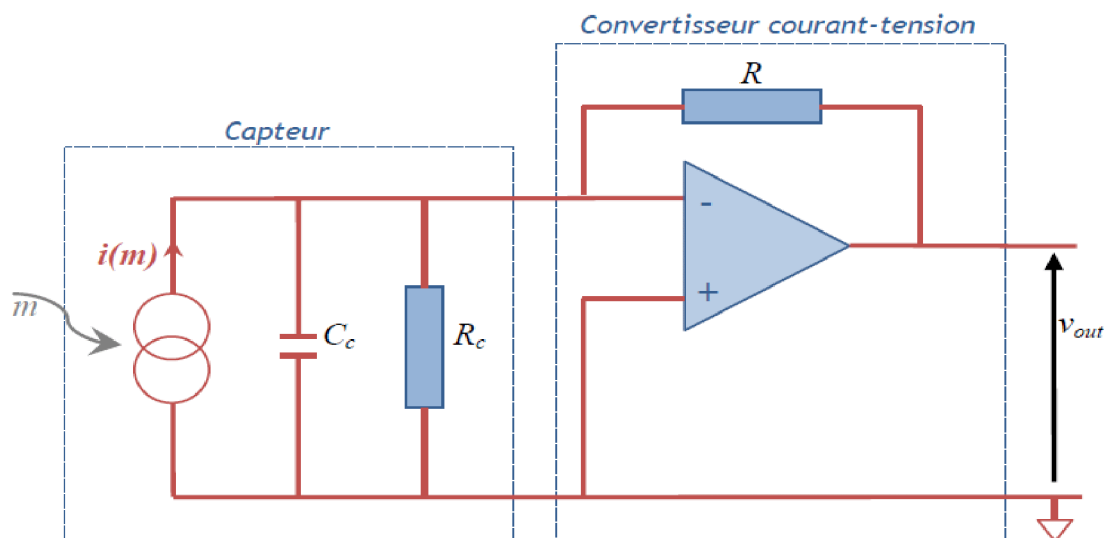 Convertisseur courant-tension
R
Capteur
-
i(m)
m
C_c
R_c
+
v_out